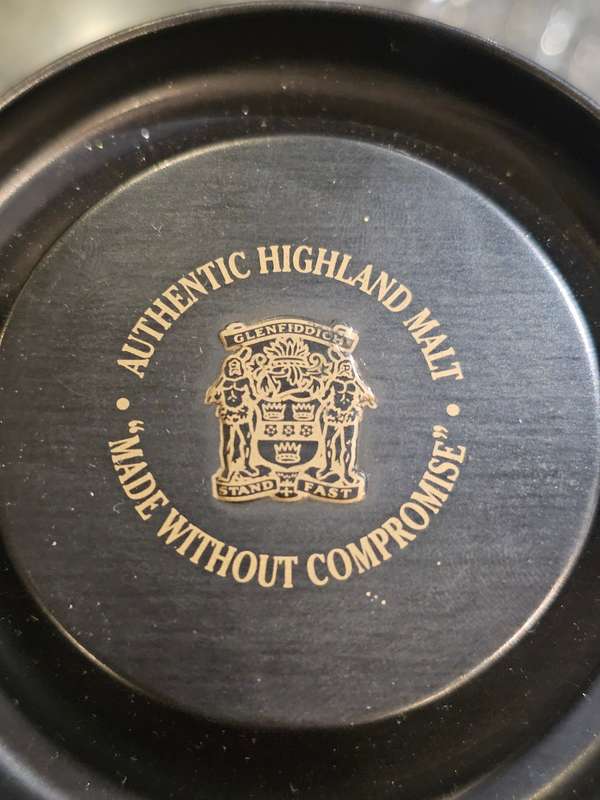 AUTHENTIC HIGHLAND MALT
GLENFIDDICH
STAND FAST
• "MADE WITHOUT COMPROMISE" •